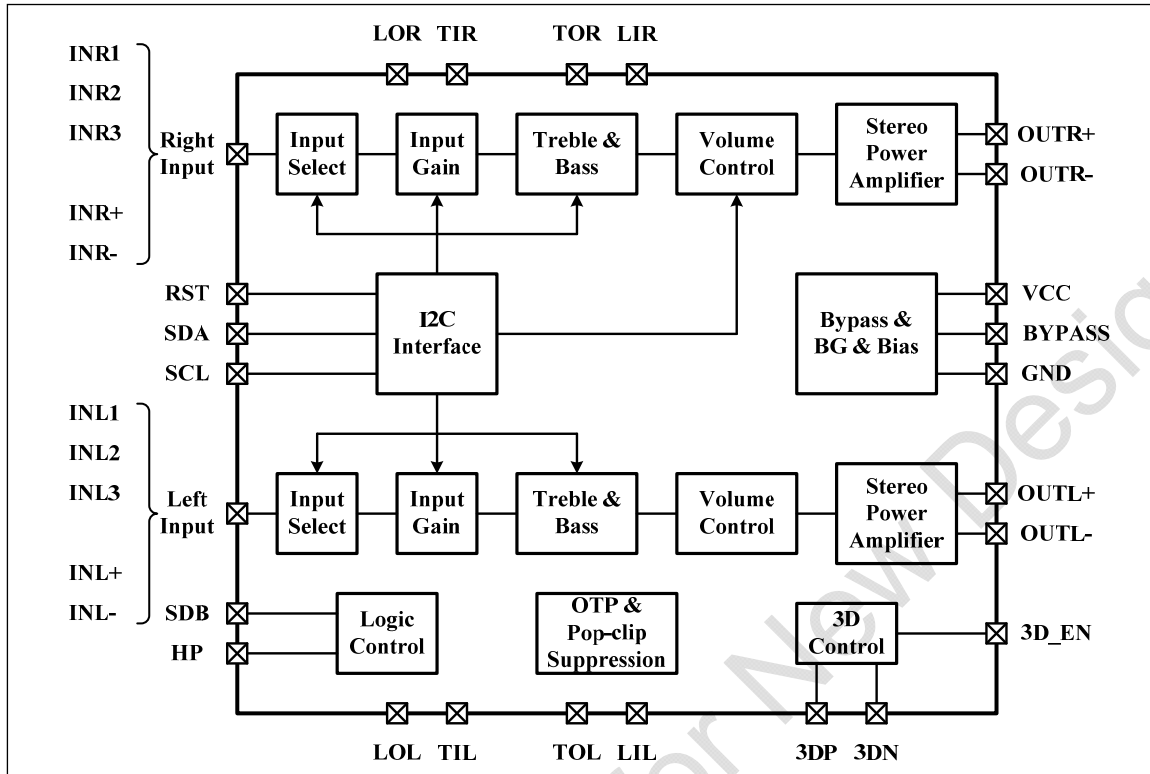 LOR TIR TOR LIR
INR1
INR2
INR3
Right
Input
INR+
INR-
Input
Select
Input
Gain
Treble &
Bass
Volume
Control
Stereo
Power
Amplifier
OUTR+
OUTR-
RST
SDA
SCL
I2C
Interface
Bypass &
BG & Bias
VCC
BYPASS
GND
INL1
INL2
INL3
Left
Input
INL+
INL-
Input
Select
Input
Gain
Treble &
Bass
Volume
Control
Stereo
Power
Amplifier
OUTL+
OUTL-
SDB
HP
Logic
Control
OTP &
Pop-clip
Suppression
3D
Control
3D_EN
LOL TIL TOL LIL 3DP 3DN
for New Desig